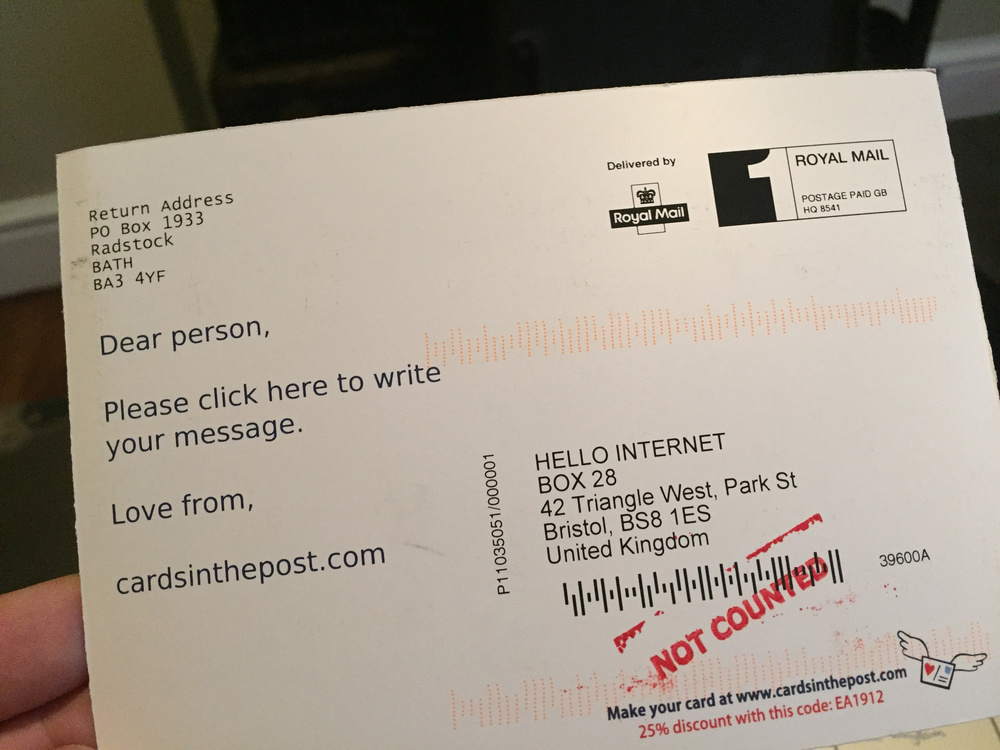 Return Address
PO Box 1933
Radstock
BATH
BA3 4YF
Delivered by
Royal Mail
1
ROYAL MAIL
POSTAGE PAID GB
HQ 8541
Dear person,
Please click here to write
your message.
Love from,
cardsinthepost.com
P11035051/000001
HELLO INTERNET
BOX 28
42 Triangle West, Park St
Bristol, BS8 1ES
United Kingdom
39600A
NOT COUNTED
Make your card at www.cardsinthepost.com
25% discount with this code: EA1912